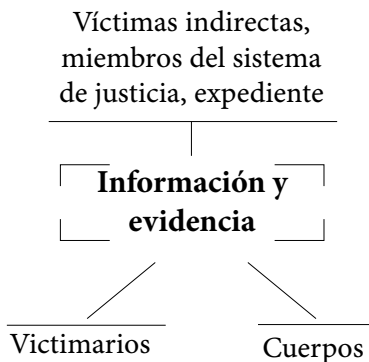 Víctimas indirectas,
miembros del sistema
de justicia, expediente
Información y
evidencia
Victimarios
Cuerpos